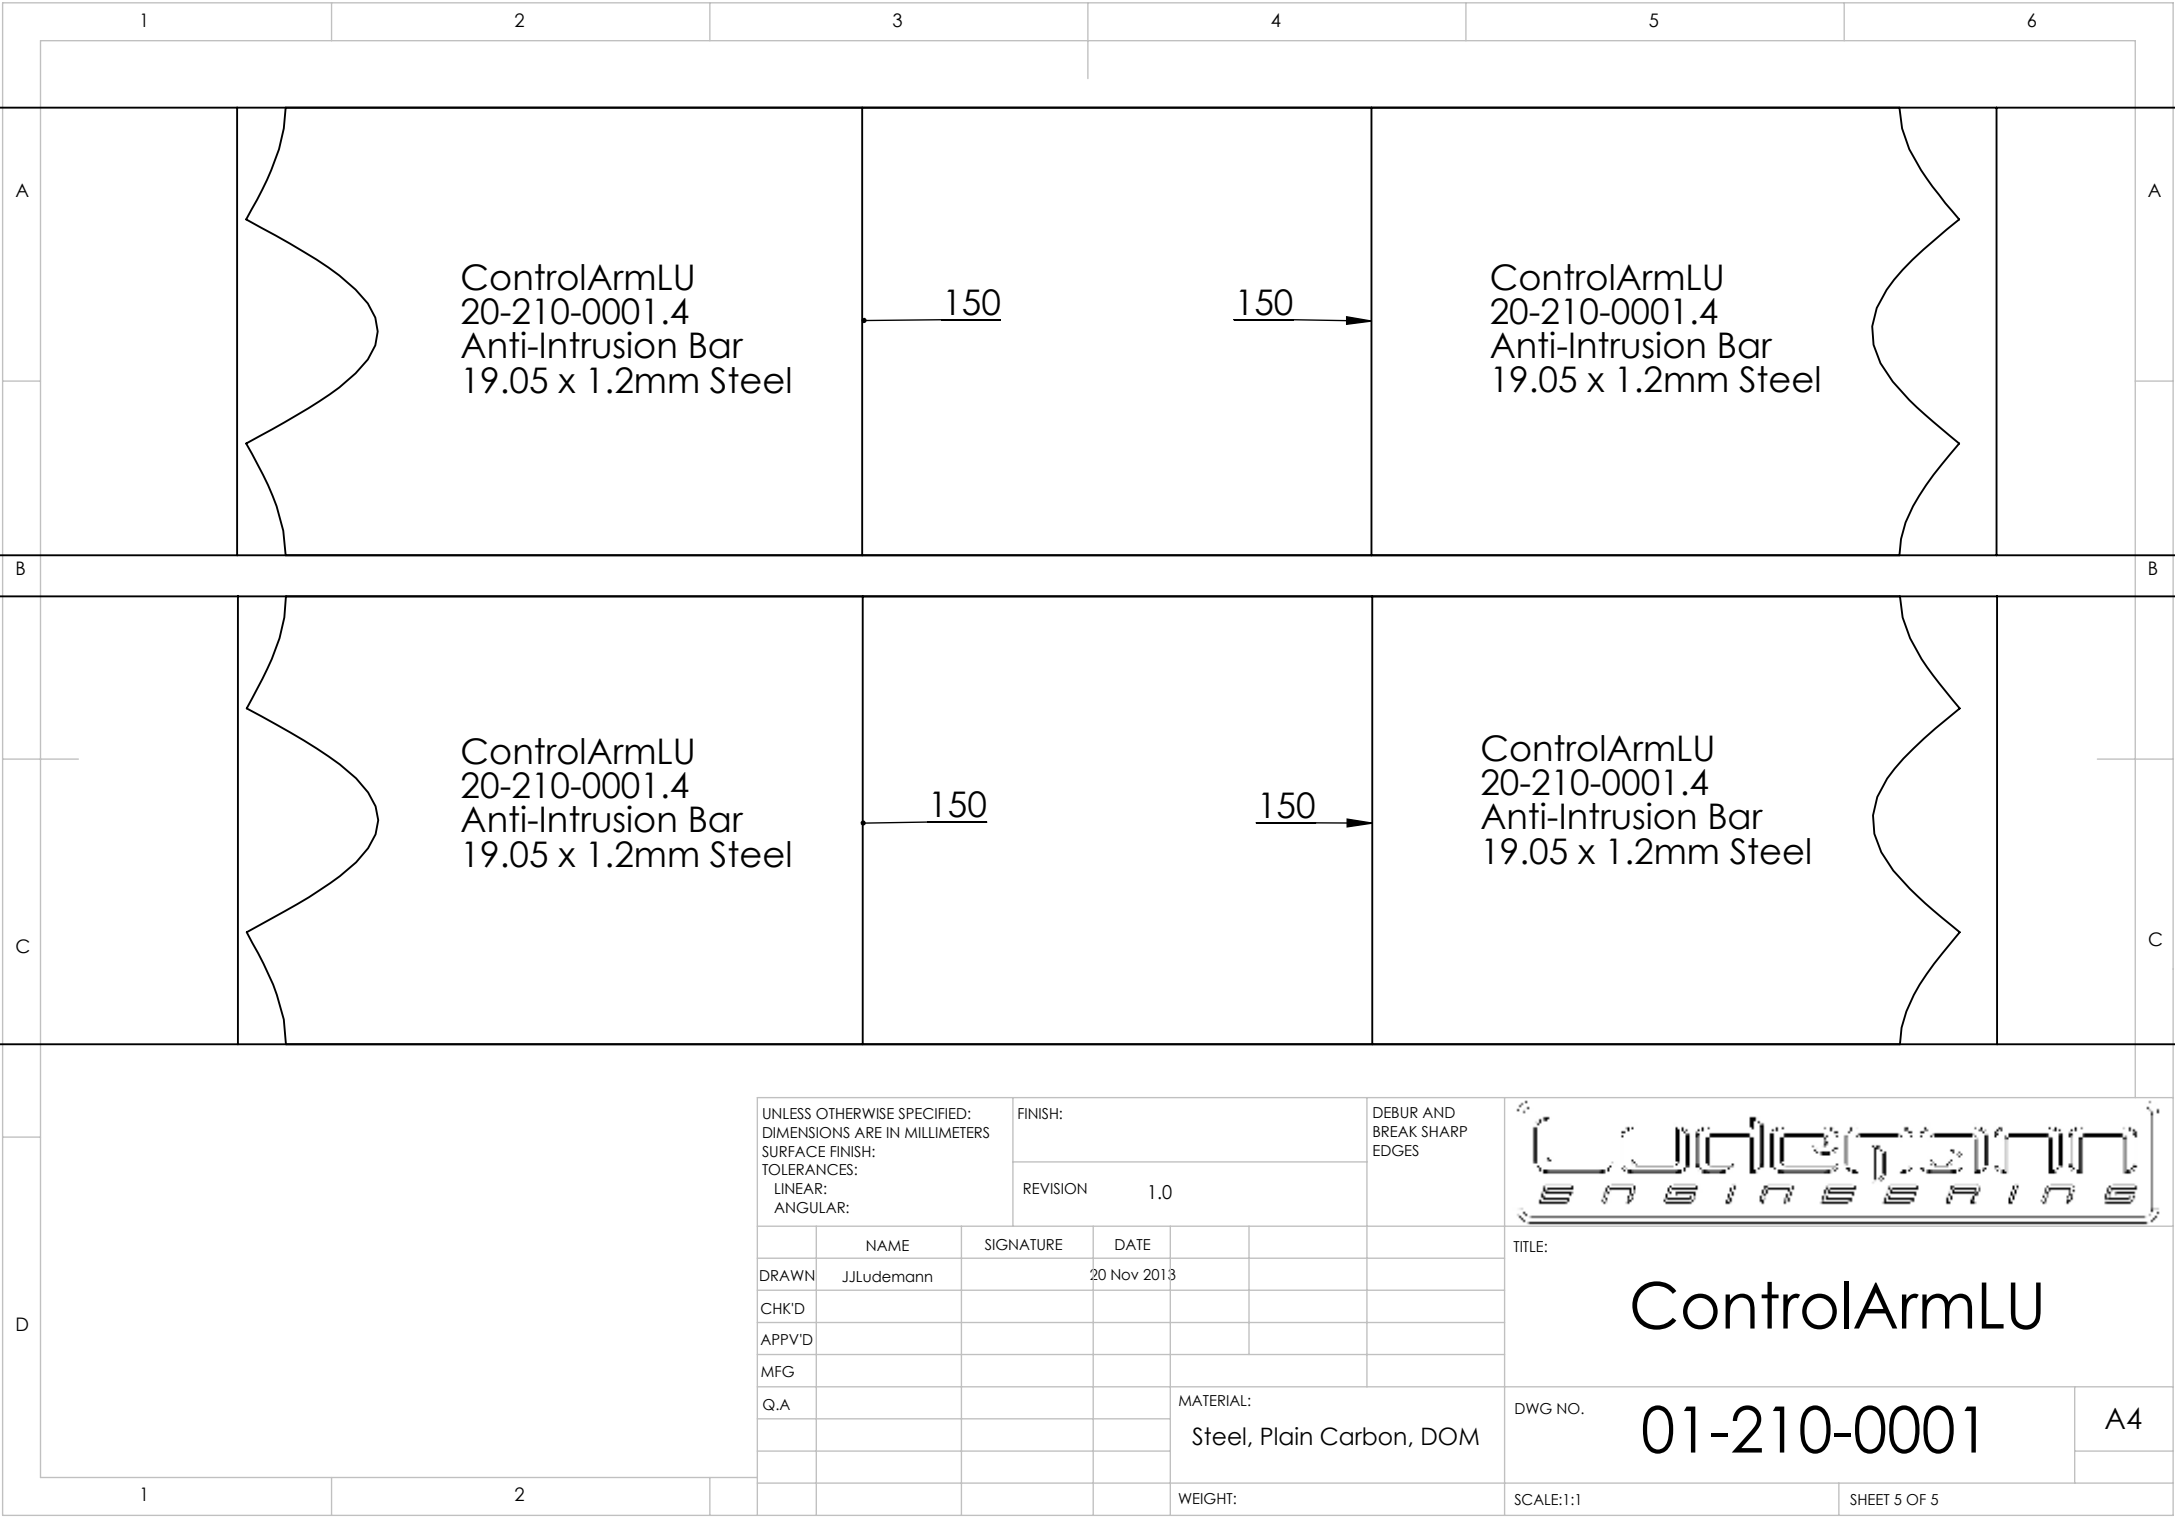 1 2 3 4 5 6
A A
ControlArmLU
20-210-0001.4
Anti-Intrusion Bar
19.05 x 1.2mm Steel
150
150
ControlArmLU
20-210-0001.4
Anti-Intrusion Bar
19.05 x 1.2mm Steel
B B
ControlArmLU
20-210-0001.4
Anti-Intrusion Bar
19.05 x 1.2mm Steel
150
150
ControlArmLU
20-210-0001.4
Anti-Intrusion Bar
19.05 x 1.2mm Steel
C C
UNLESS OTHERWISE SPECIFIED:
DIMENSIONS ARE IN MILLIMETERS
SURFACE FINISH:
TOLERANCES:
LINEAR:
ANGULAR:
FINISH:
REVISION 1.0
DEBUR AND
BREAK SHARP
EDGES
Ludemann
ENGINEERING
NAME SIGNATURE DATE
DRAWN JJLudemann 20 Nov 2013
CHK'D
APPV'D
MFG
Q.A
TITLE:
ControlArmLU
D
MATERIAL:
Steel, Plain Carbon, DOM
DWG NO.
01-210-0001
A4
WEIGHT:
SCALE:1:1
SHEET 5 OF 5
1 2